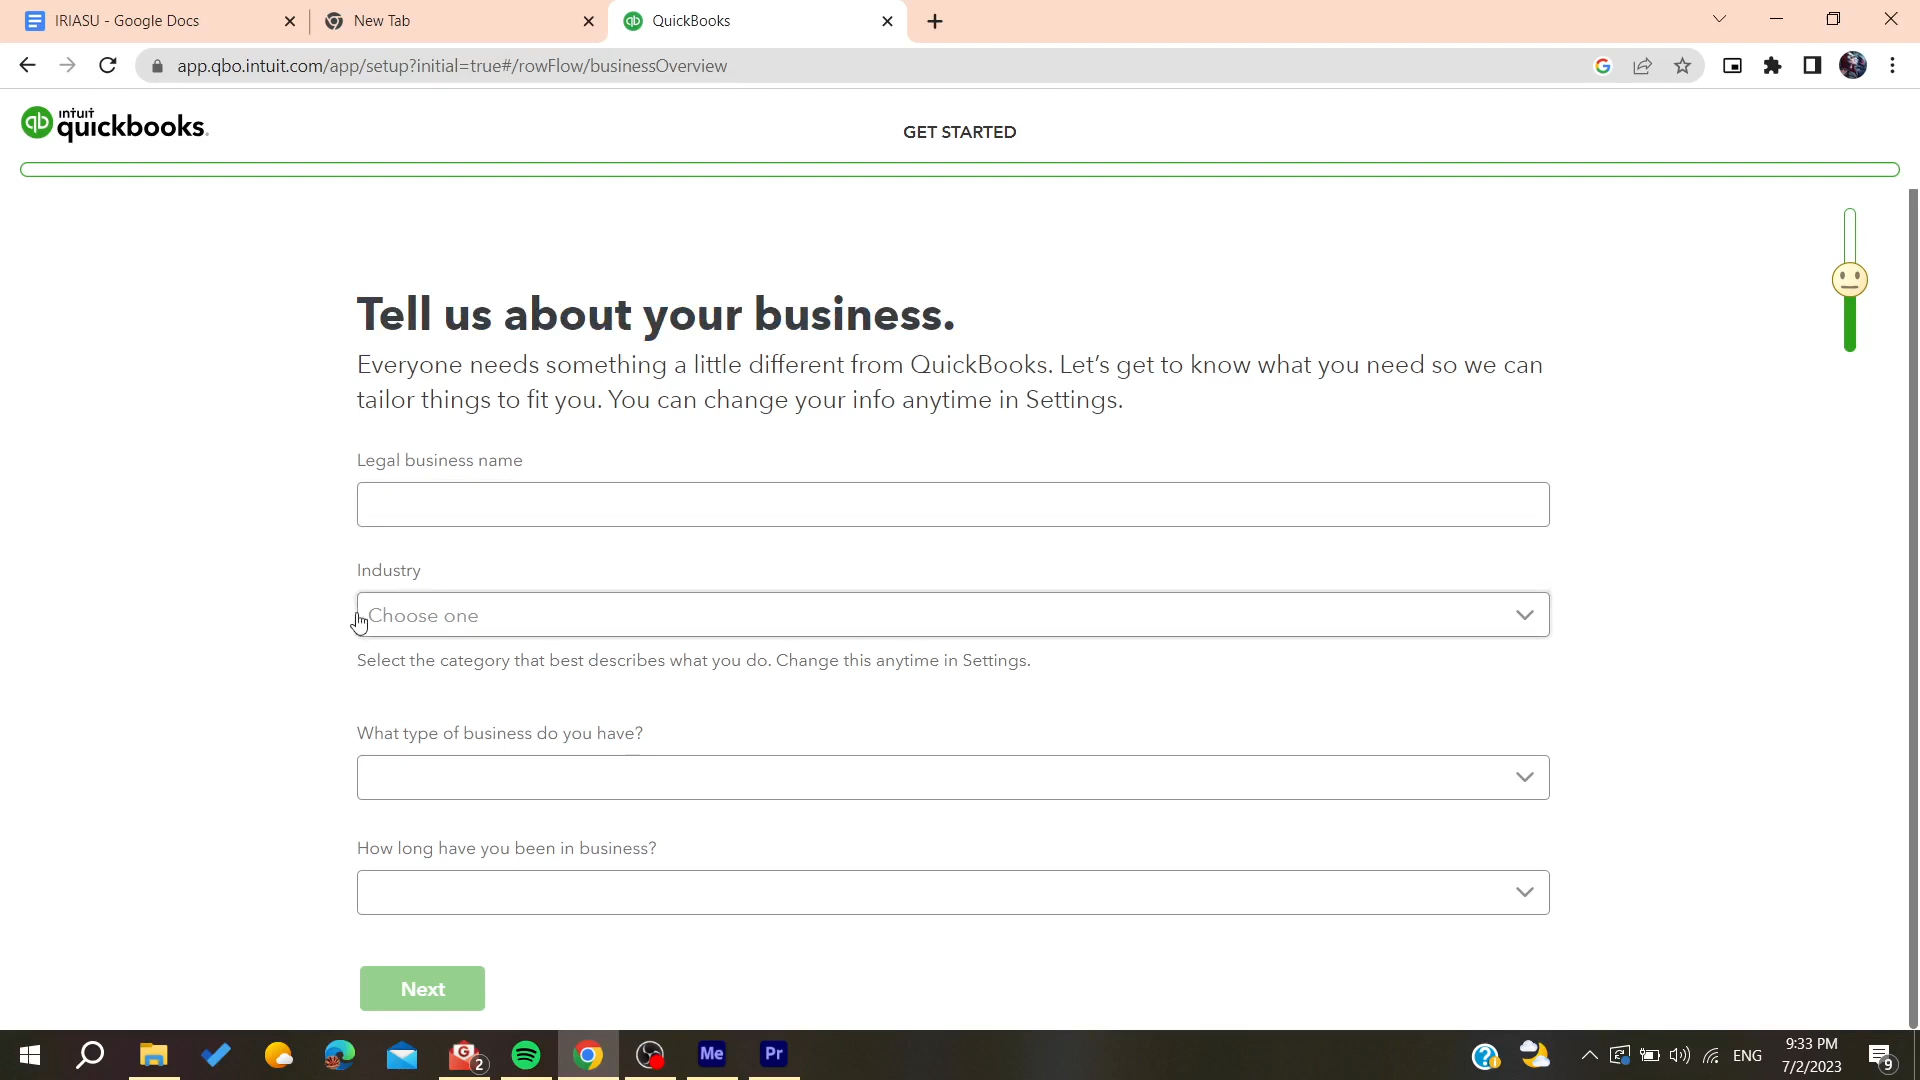 IRIASU - Google Docs
New Tab
QuickBooks
app.qbo.intuit.com/app/setup?initial=true#/rowFlow/businessOverview
qb intuit quickbooks.
GET STARTED
Tell us about your business.
Everyone needs something a little different from QuickBooks. Let’s get to know what you need so we can
tailor things to fit you. You can change your info anytime in Settings.
Legal business name
Industry
Choose one
Select the category that best describes what you do. Change this anytime in Settings.
What type of business do you have?
How long have you been in business?
Next
G 2
Me
Pr
ENG
9:33 PM
7/2/2023
9